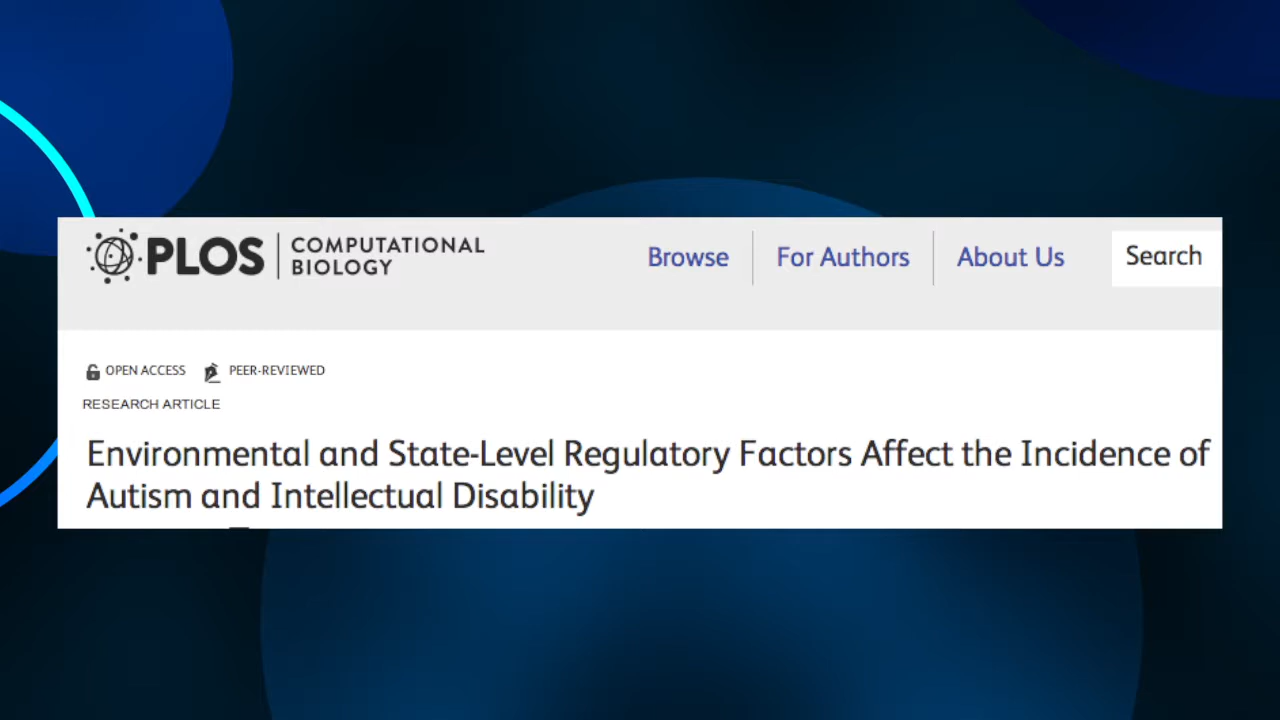 PLOS COMPUTATIONAL BIOLOGY
Browse
For Authors
About Us
Search
OPEN ACCESS
PEER-REVIEWED
RESEARCH ARTICLE
Environmental and State-Level Regulatory Factors Affect the Incidence of
Autism and Intellectual Disability